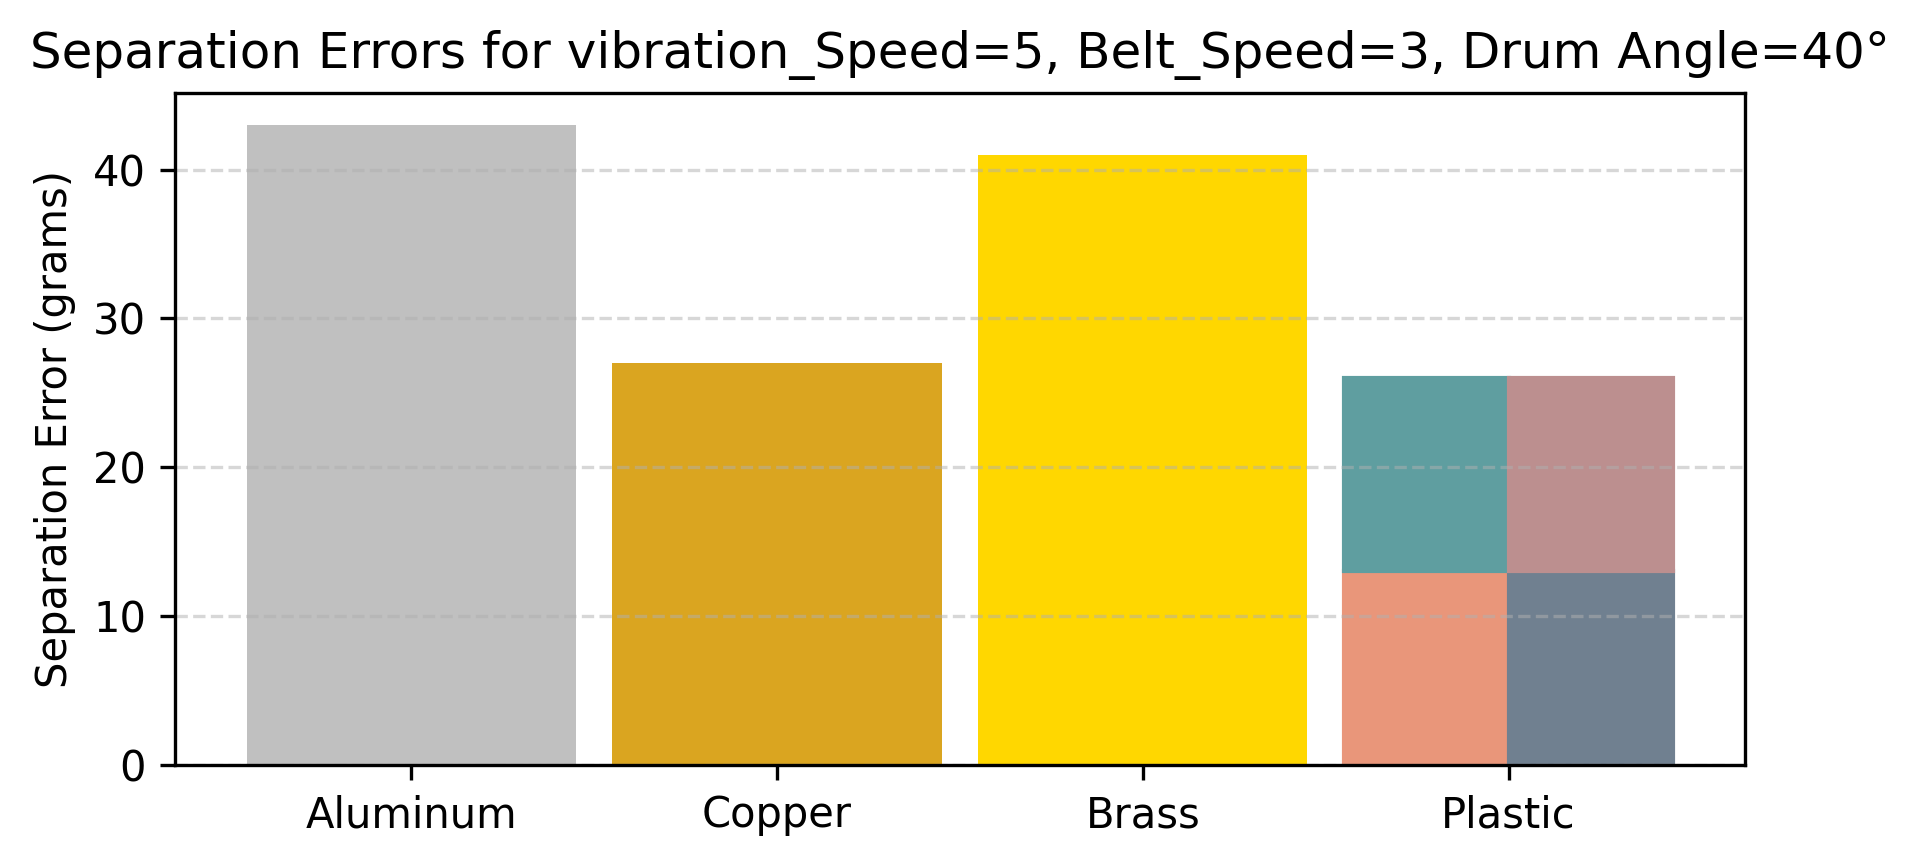 Separation Errors for vibration_Speed=5, Belt_Speed=3, Drum Angle=40°
Separation Error (grams)
40
30
20
10
0
Aluminum
Copper
Brass
Plastic